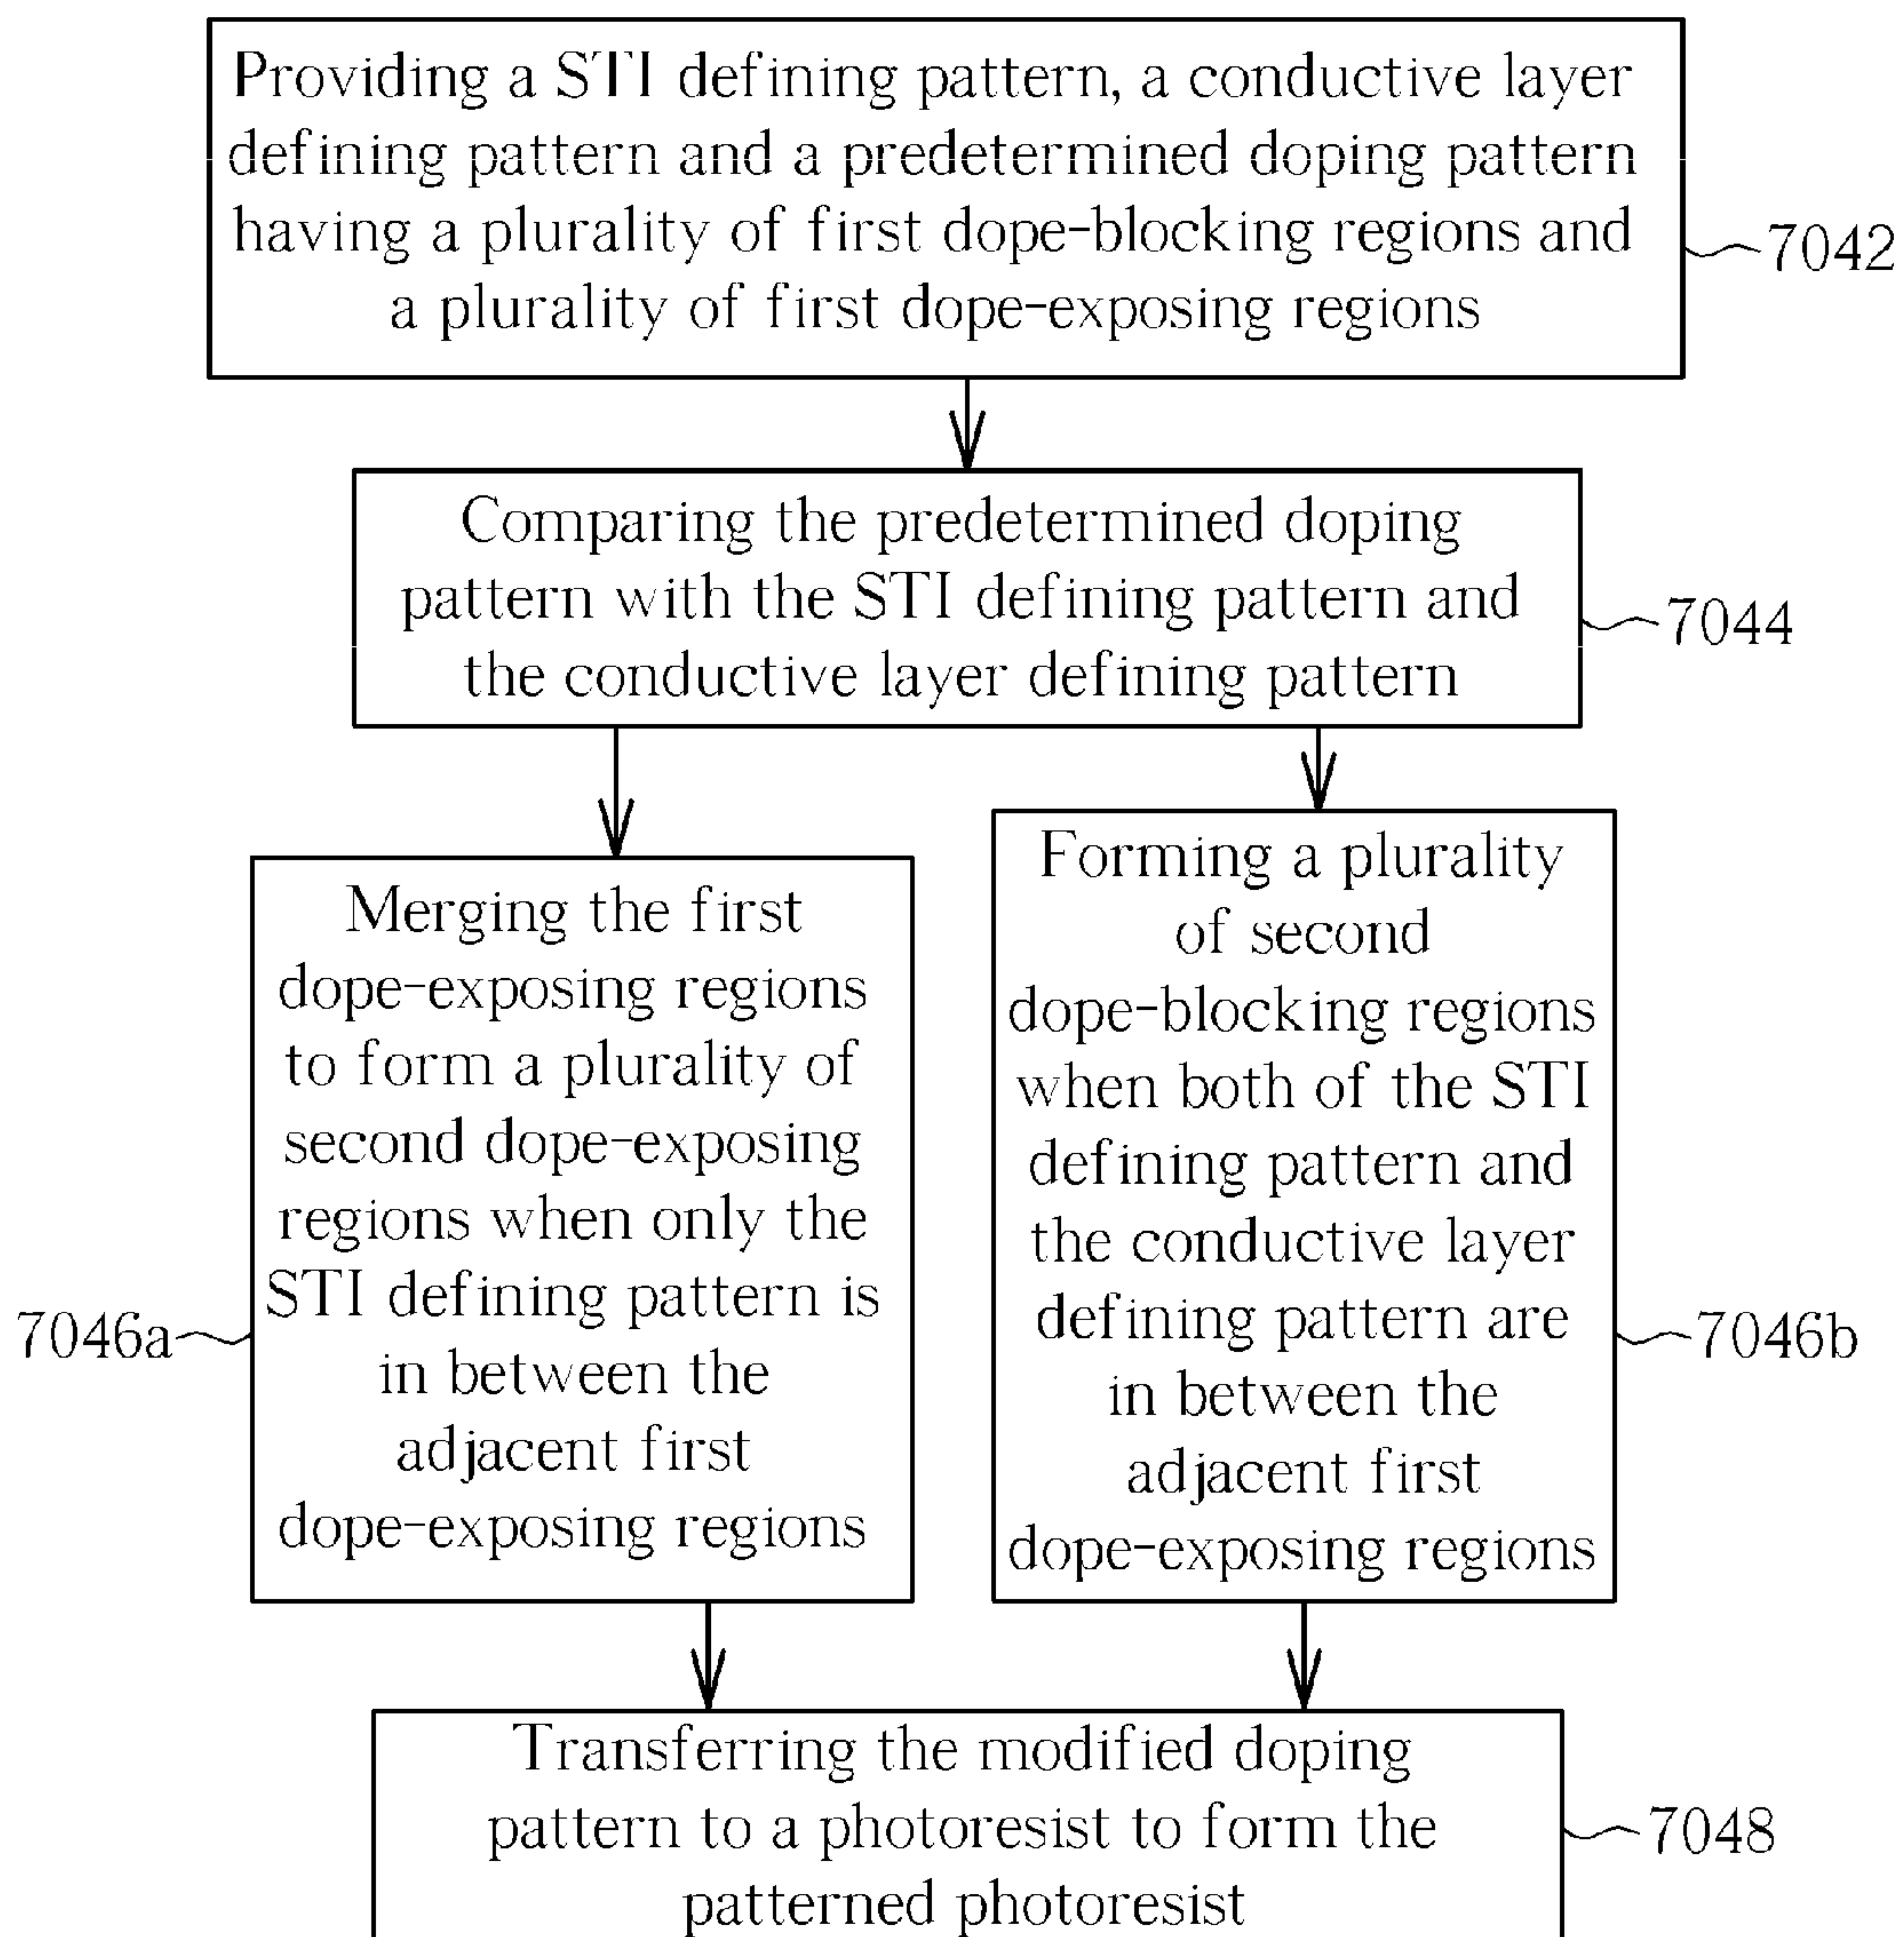 Providing a STI defining pattern, a conductive layer
defining pattern and a predetermined doping pattern
having a plurality of first dope-blocking regions and
a plurality of first dope-exposing regions
7042
Comparing the predetermined doping
pattern with the STI defining pattern and
the conductive layer defining pattern
7044
Merging the first
dope-exposing regions
to form a plurality of
second dope-exposing
regions when only the
STI defining pattern is
in between the
adjacent first
dope-exposing regions
7046a
Forming a plurality
of second
dope-blocking regions
when both of the STI
defining pattern and
the conductive layer
defining pattern are
in between the
adjacent first
dope-exposing regions
7046b
Transferring the modified doping
pattern to a photoresist to form the
patterned photoresist
7048